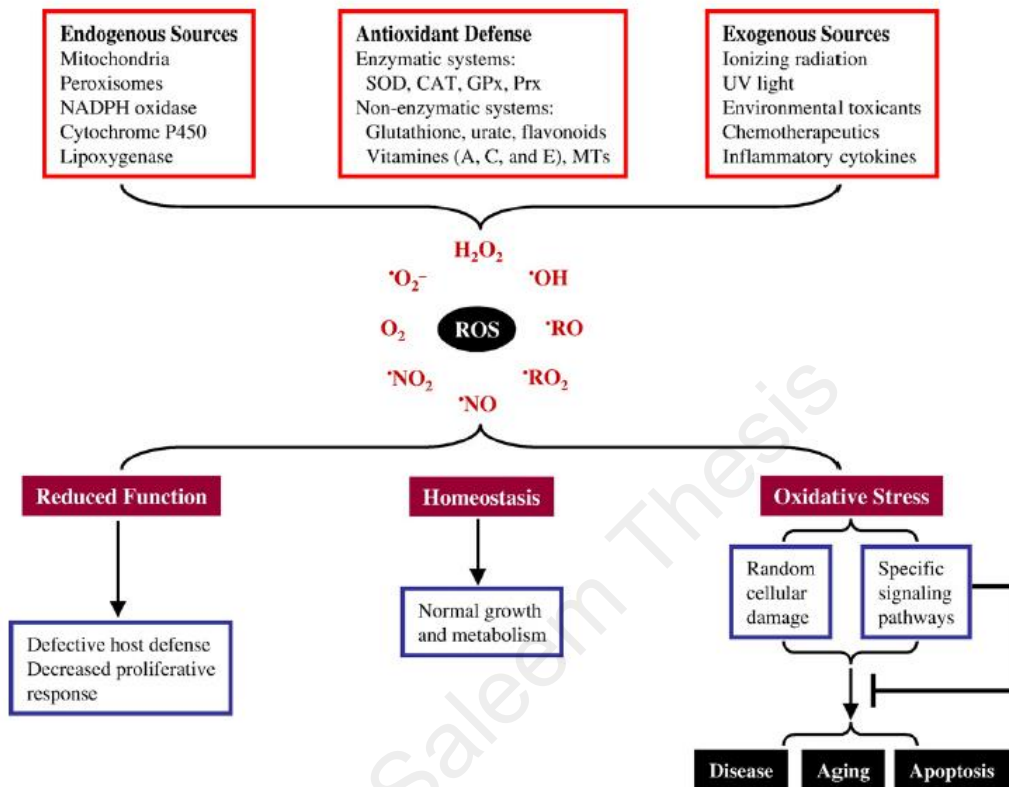 Endogenous Sources
Mitochondria
Peroxisomes
NADPH oxidase
Cytochrome P450
Lipoxygenase
Antioxidant Defense
Enzymatic systems:
SOD, CAT, GPx, Prx
Non-enzymatic systems:
Glutathione, urate, flavonoids
Vitamines (A, C, and E), MTs
Exogenous Sources
Ionizing radiation
UV light
Environmental toxicants
Chemotherapeutics
Inflammatory cytokines
H₂O₂
•O₂⁻
•OH
O₂
ROS
•RO
•NO₂
•RO₂
•NO
Reduced Function
Homeostasis
Oxidative Stress
Defective host defense
Decreased proliferative
response
Normal growth
and metabolism
Random
cellular
damage
Specific
signaling
pathways
Disease
Aging
Apoptosis
Saleem Thesis